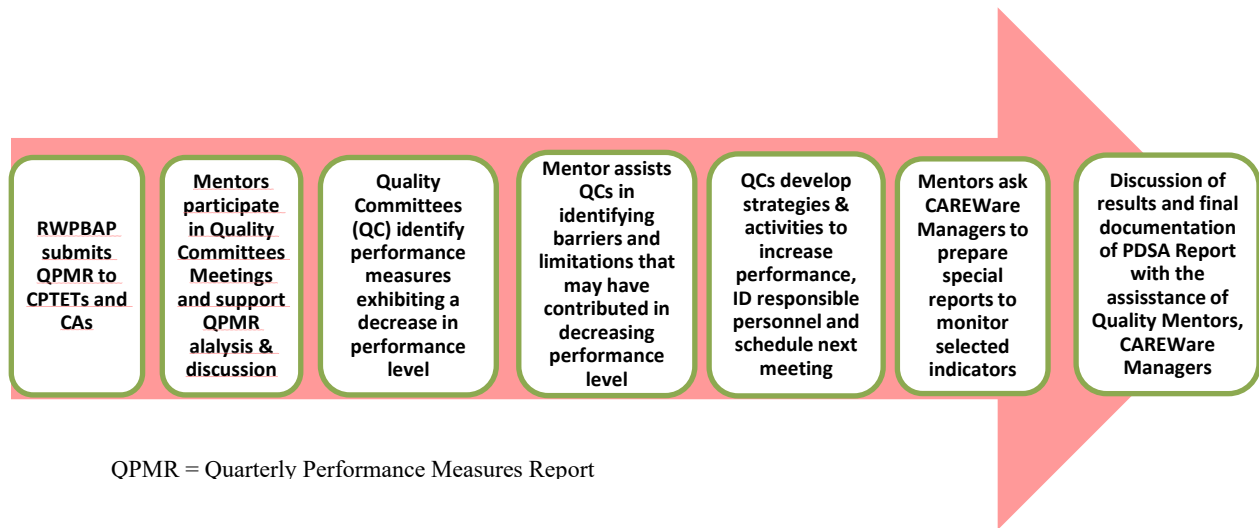 RWPBAP
submits
QPMR to
CPTETs and
CAs
Mentors
participate
in Quality
Committees
Meetings
and support
QPMR
alalysis &
discussion
Quality
Committees
(QC) identify
performance
measures
exhibiting a
decrease in
performance
level
Mentor assists
QCs in
identifying
barriers and
limitations that
may have
contributed in
decreasing
performance
level
QCs develop
strategies &
activities to
increase
performance,
ID responsible
personnel and
schedule next
meeting
Mentors ask
CAREWare
Managers to
prepare
special
reports to
monitor
selected
indicators
Discussion of
results and final
documentation
of PDSA Report
with the
assisstance of
Quality Mentors,
CAREWare
Managers
QPMR = Quarterly Performance Measures Report